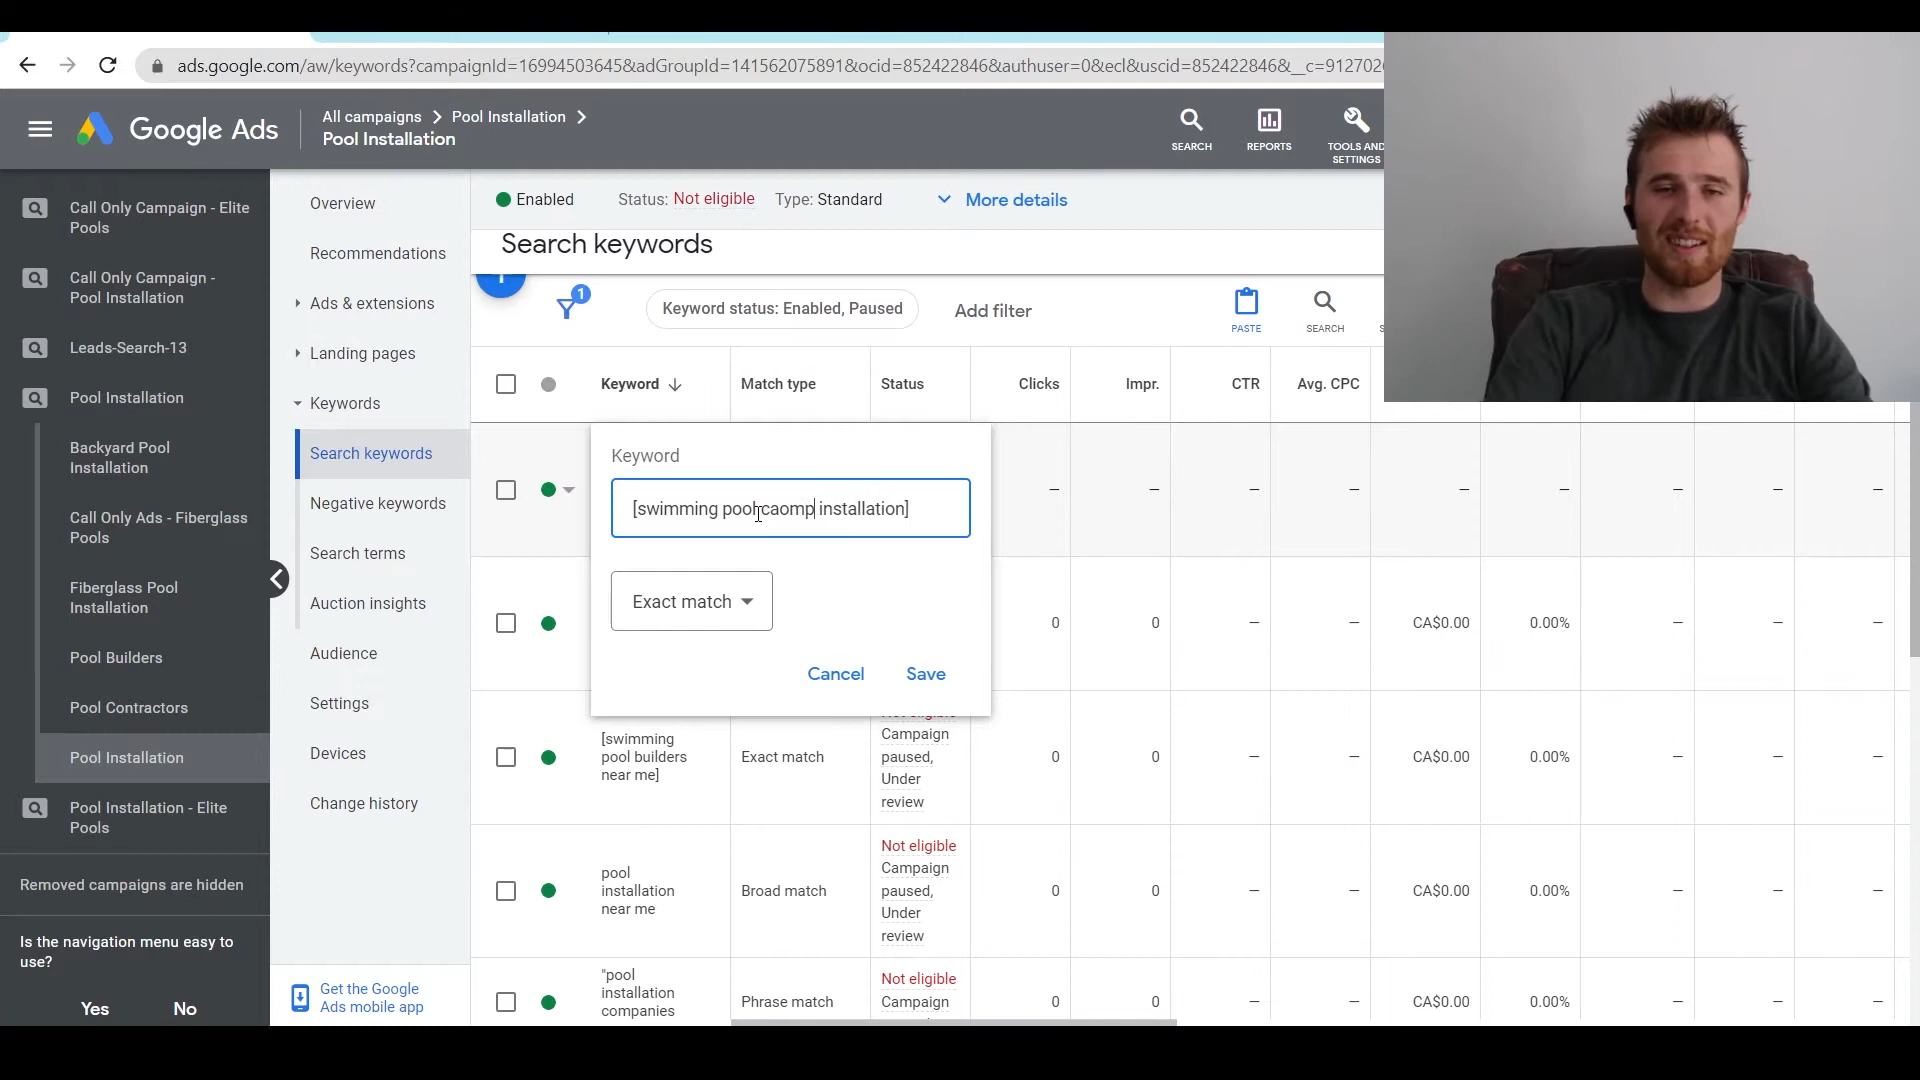 ads.google.com/aw/keywords?campaignId=16994503645&adGroupId=141562075891&ocid=852422846&authuser=0&ecl&uscid=852422846&__c=912702
Google Ads
All campaigns
Pool Installation
Pool Installation
SEARCH
REPORTS
TOOLS AND
SETTINGS
Call Only Campaign - Elite
Pools
Call Only Campaign -
Pool Installation
Leads-Search-13
Pool Installation
Backyard Pool
Installation
Call Only Ads - Fiberglass
Pools
Fiberglass Pool
Installation
Pool Builders
Pool Contractors
Pool Installation
Pool Installation - Elite
Pools
Removed campaigns are hidden
Is the navigation menu easy to
use?
Yes No
Overview
Recommendations
Ads & extensions
Landing pages
Keywords
Search keywords
Negative keywords
Search terms
Auction insights
Audience
Settings
Devices
Change history
Get the Google
Ads mobile app
Enabled Status: Not eligible Type: Standard More details
Search keywords
1
Keyword status: Enabled, Paused Add filter
PASTE
SEARCH
Keyword Match type Status Clicks Impr. CTR Avg. CPC
Keyword
[swimming pool caomp installation]
Exact match
Cancel Save
— — — — — — — — —
0 0 — — CA$0.00 0.00% — — —
[swimming
pool builders
near me]
Exact match
Campaign
paused,
Under
review
0 0 — — CA$0.00 0.00% — — —
pool
installation
near me
Broad match
Not eligible
Campaign
paused,
Under
review
0 0 — — CA$0.00 0.00% — — —
"pool
installation
companies
Phrase match
Not eligible
Campaign
0 0 — — CA$0.00 0.00% — — —